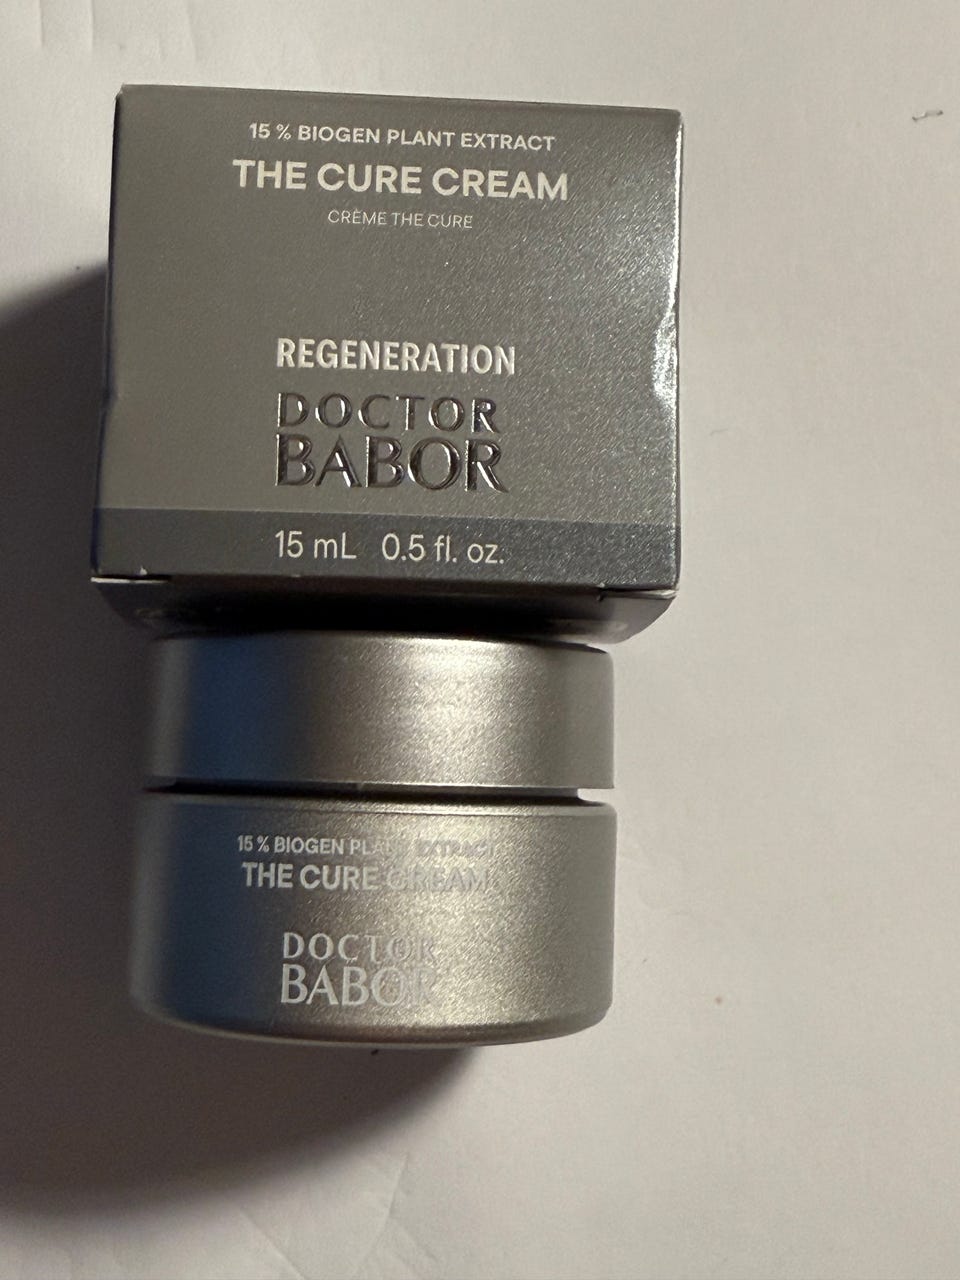 15 % BIOGEN PLANT EXTRACT
THE CURE CREAM
CRÈME THE CURE
REGENERATION
DOCTOR
BABOR
15 mL 0.5 fl. oz.
15 % BIOGEN PLANT EXTRACT
THE CURE CREAM
DOCTOR
BABOR